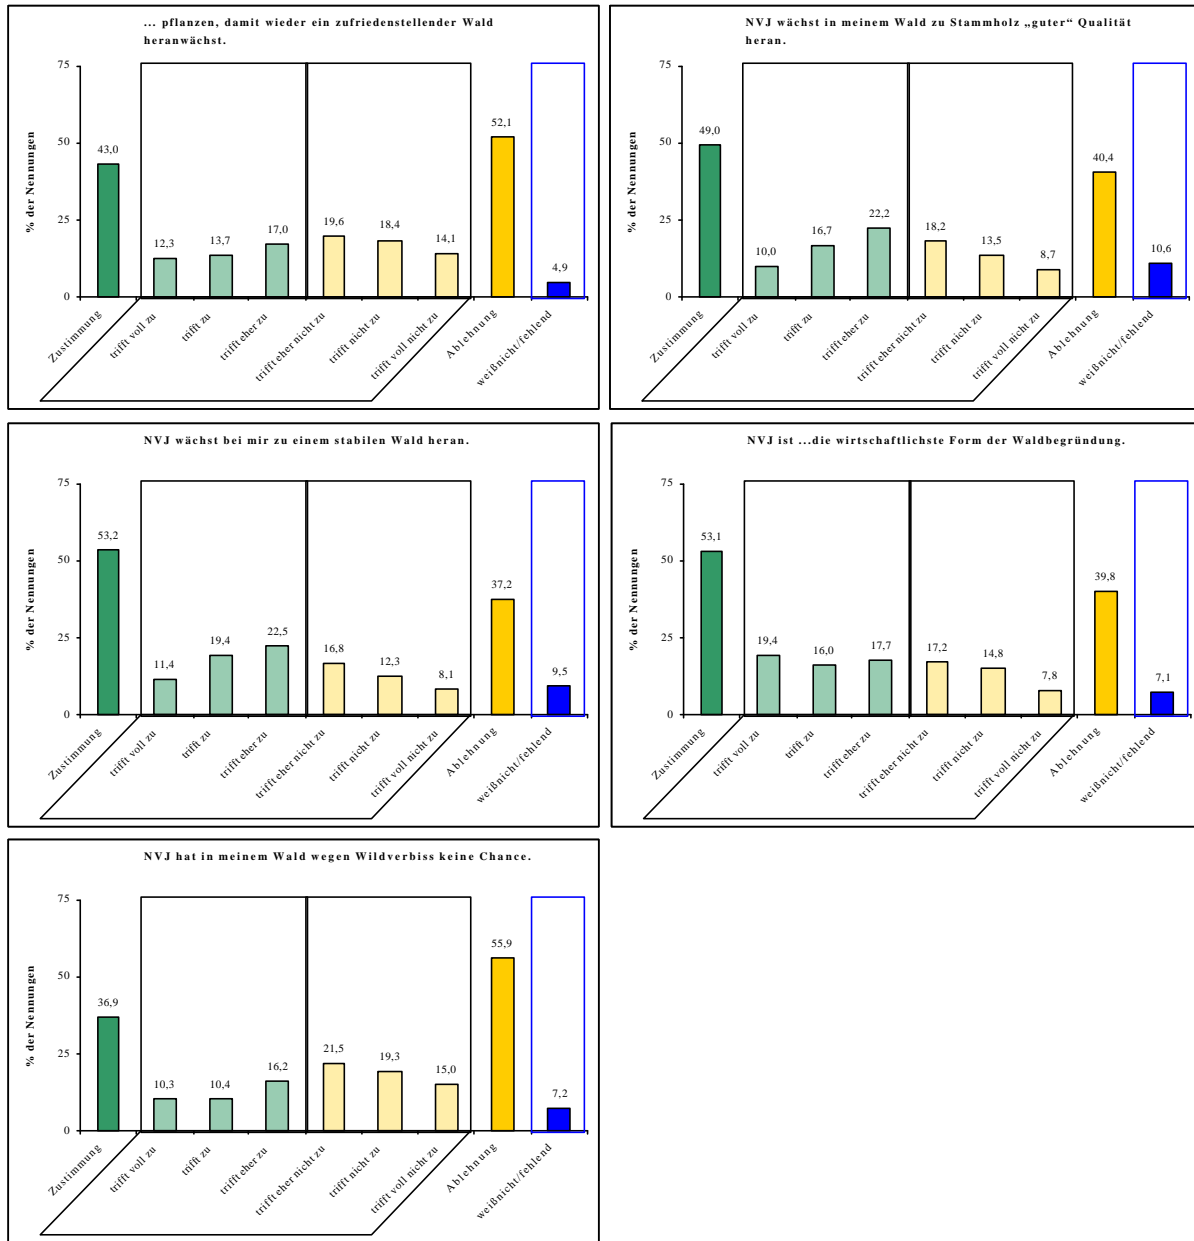 ... pflanzen, damit wieder ein zufriedenstellender Wald
heranwächst.
% der Nennungen
75
50
25
0
43,0
12,3
13,7
17,0
19,6
18,4
14,1
52,1
4,9
Zustimmung
trifft voll zu
trifft zu
trifft eher zu
trifft eher nicht zu
trifft nicht zu
trifft voll nicht zu
Ablehnung
weißnicht/fehlend
NVJ wächst in meinem Wald zu Stammholz „guter“ Qualität
heran.
% der Nennungen
75
50
25
0
49,0
10,0
16,7
22,2
18,2
13,5
8,7
40,4
10,6
Zustimmung
trifft voll zu
trifft zu
trifft eher zu
trifft eher nicht zu
trifft nicht zu
trifft voll nicht zu
Ablehnung
weißnicht/fehlend
NVJ wächst bei mir zu einem stabilen Wald heran.
% der Nennungen
75
50
25
0
53,2
11,4
19,4
22,5
16,8
12,3
8,1
37,2
9,5
Zustimmung
trifft voll zu
trifft zu
trifft eher zu
trifft eher nicht zu
trifft nicht zu
trifft voll nicht zu
Ablehnung
weißnicht/fehlend
NVJ ist ...die wirtschaftlichste Form der Waldbegründung.
% der Nennungen
75
50
25
0
53,1
19,4
16,0
17,7
17,2
14,8
7,8
39,8
7,1
Zustimmung
trifft voll zu
trifft zu
trifft eher zu
trifft eher nicht zu
trifft nicht zu
trifft voll nicht zu
Ablehnung
weißnicht/fehlend
NVJ hat in meinem Wald wegen Wildverbiss keine Chance.
% der Nennungen
75
50
25
0
36,9
10,3
10,4
16,2
21,5
19,3
15,0
55,9
7,2
Zustimmung
trifft voll zu
trifft zu
trifft eher zu
trifft eher nicht zu
trifft nicht zu
trifft voll nicht zu
Ablehnung
weißnicht/fehlend